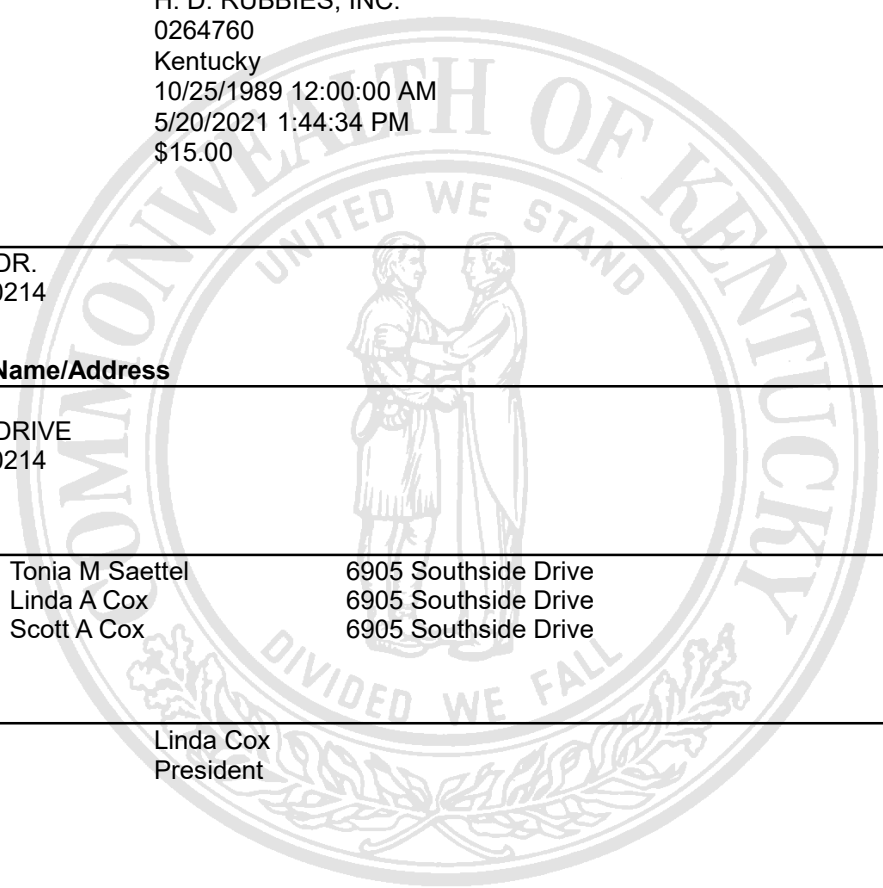 H. D. RUBBIES, INC.
0264760
Kentucky
10/25/1989 12:00:00 AM
5/20/2021 1:44:34 PM
$15.00
COMMONWEALTH OF KENTUCKY
UNITED WE STAND
DR.
0214
Name/Address
DRIVE
0214
Tonia M Saettel 6905 Southside Drive
Linda A Cox 6905 Southside Drive
Scott A Cox 6905 Southside Drive
DIVIDED WE FALL
Linda Cox
President